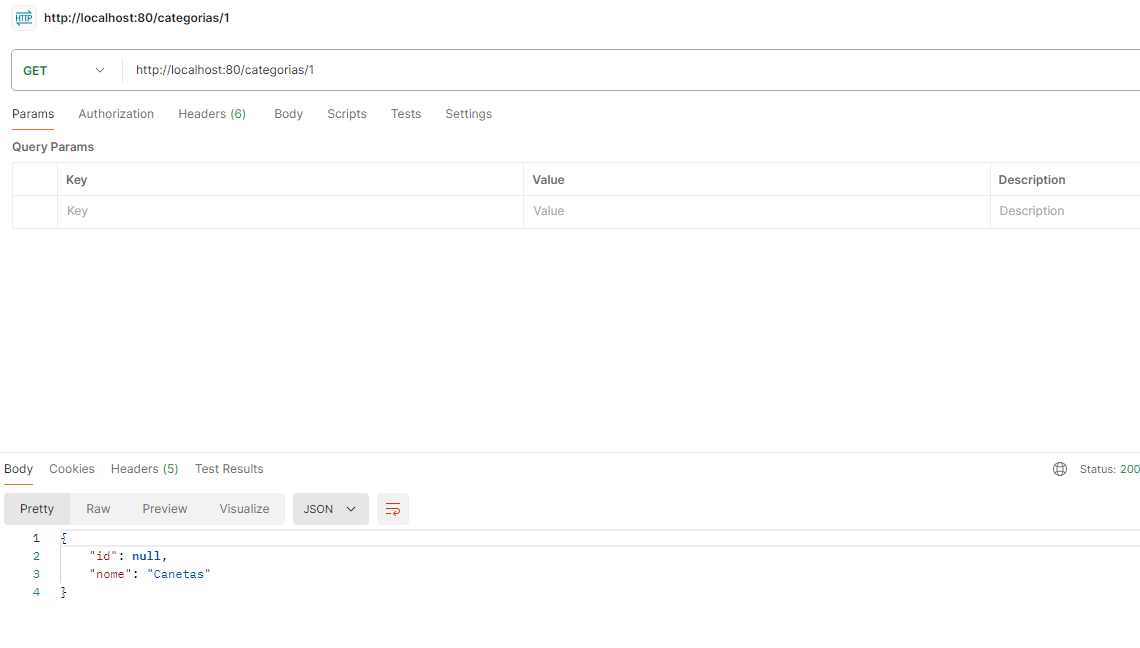 HTTP http://localhost:80/categorias/1
GET http://localhost:80/categorias/1
Params Authorization Headers (6) Body Scripts Tests Settings
Query Params
Key Value Description
Key Value Description
Body Cookies Headers (5) Test Results Status: 200
Pretty Raw Preview Visualize JSON
1 {
2 "id": null,
3 "nome": "Canetas"
4 }